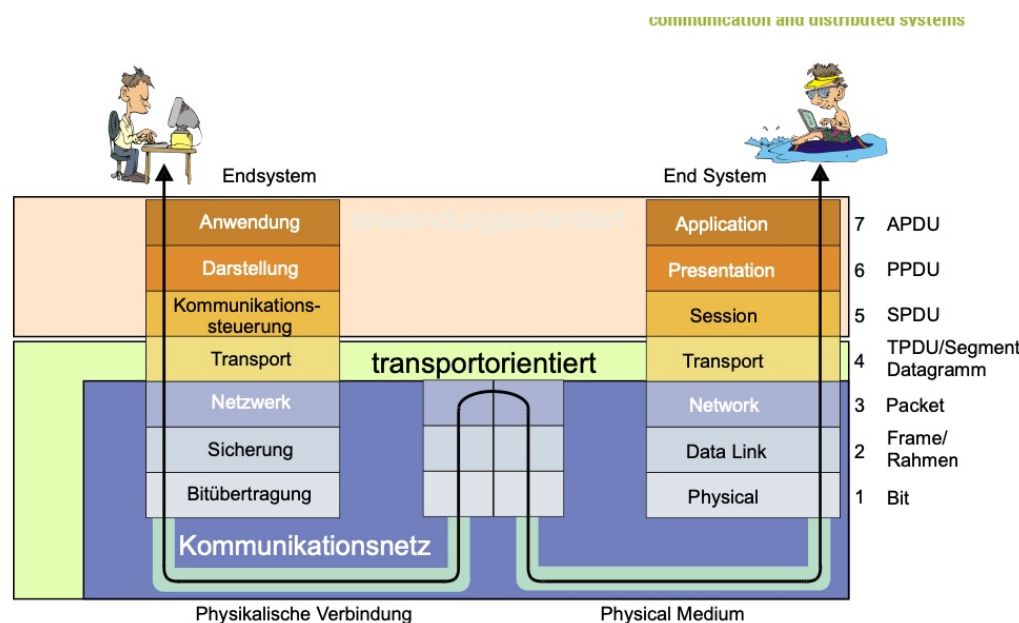 communication and distributed systems
Endsystem
End System
anwendungsorientiert
Anwendung
Application
7
APDU
Darstellung
Presentation
6
PPDU
Kommunikations-
steuerung
Session
5
SPDU
transportorientiert
Transport
Transport
4
TPDU/Segment
Datagramm
Netzwerk
Network
3
Packet
Sicherung
Data Link
2
Frame/
Rahmen
Bitübertragung
Physical
1
Bit
Kommunikationsnetz
Physikalische Verbindung
Physical Medium